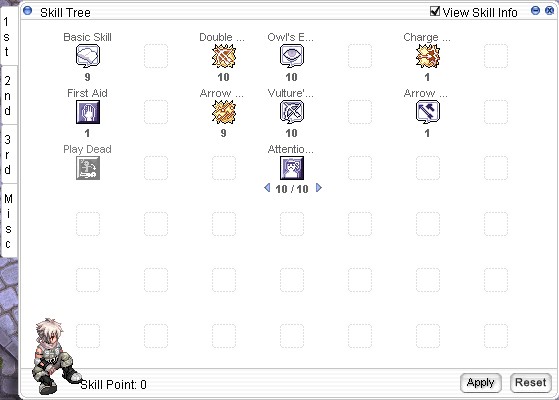 Skill Tree
View Skill Info
1st
2nd
3rd
Misc
Basic Skill
Double ...
Owl's E...
Charge ...
9
10
10
1
First Aid
Arrow ...
Vulture'...
Arrow ...
1
9
10
1
Play Dead
Attentio...
10 / 10
Skill Point: 0
Apply
Reset